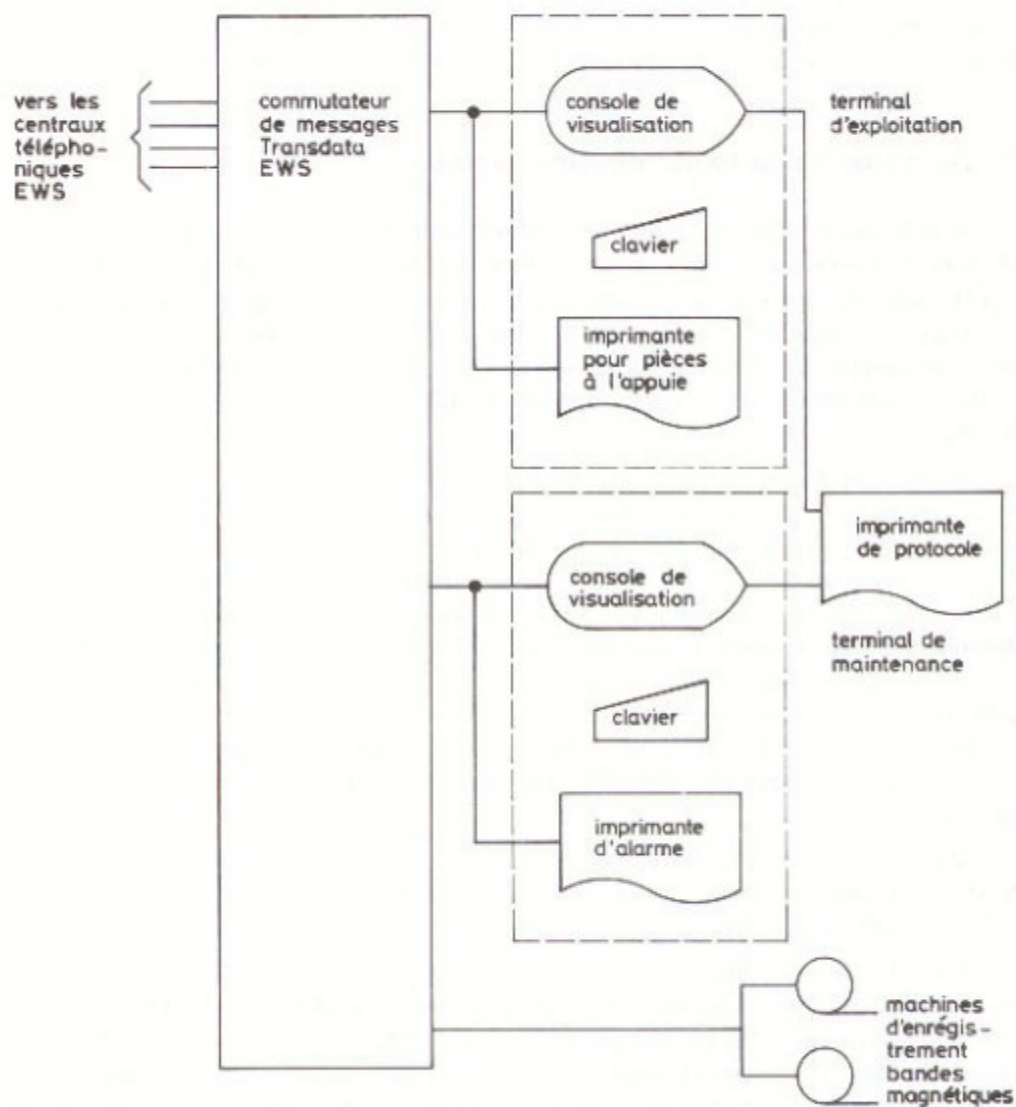 vers les
centraux
télépho-
niques
EWS
commutateur
de messages
Transdata
EWS
console de
visualisation
terminal
d'exploitation
clavier
imprimante
pour pièces
à l'appuie
imprimante
de protocole
console de
visualisation
terminal de
maintenance
clavier
imprimante
d'alarme
machines
d'enrégis-
trement
bandes
magnétiques